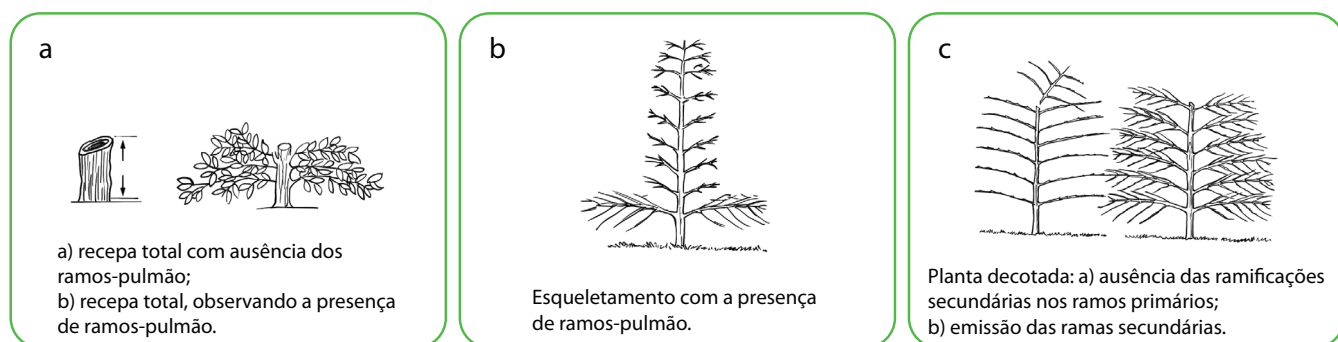 a
a) recepa total com ausência dos
ramos-pulmão;
b) recepa total, observando a presença
de ramos-pulmão.
b
Esqueletamento com a presença
de ramos-pulmão.
c
Planta decotada: a) ausência das ramificações
secundárias nos ramos primários;
b) emissão das ramas secundárias.